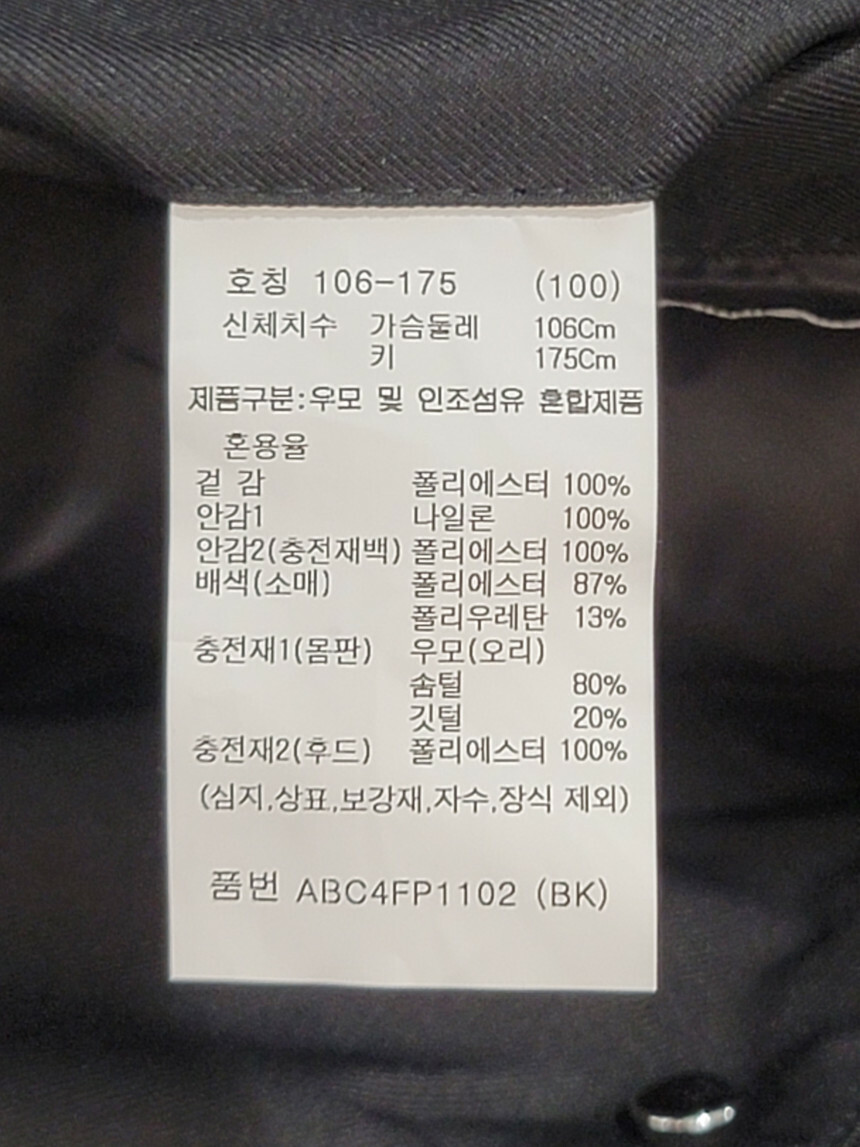 호칭 106-175 (100)
신체치수 가슴둘레 106Cm
키 175Cm
제품구분:우모 및 인조섬유 혼합제품
혼용율
겉 감 폴리에스터 100%
안감1 나일론 100%
안감2(충전재백) 폴리에스터 100%
배색(소매) 폴리에스터 87%
폴리우레탄 13%
충전재1(몸판) 우모(오리)
솜털 80%
깃털 20%
충전재2(후드) 폴리에스터 100%
(심지,상표,보강재,자수,장식 제외)
품번 ABC4FP1102 (BK)